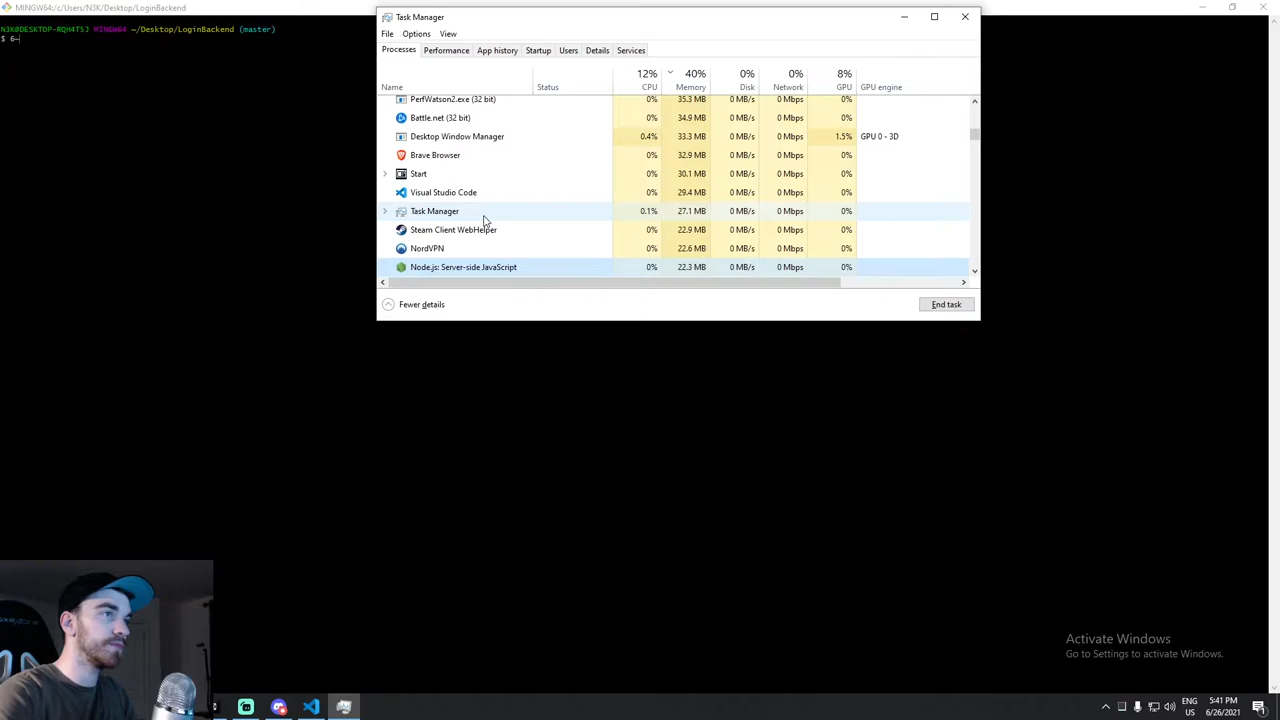 MINGW64:/c/Users/N3K/Desktop/LoginBackend
N3K@DESKTOP-RQH4T5J MINGW64 ~/Desktop/LoginBackend (master)
$ 6~
Task Manager
File Options View
Processes Performance App history Startup Users Details Services
12% 40% 0% 0% 8%
Name Status CPU Memory Disk Network GPU GPU engine
PerfWatson2.exe (32 bit) 0% 35.3 MB 0 MB/s 0 Mbps 0%
Battle.net (32 bit) 0% 34.9 MB 0 MB/s 0 Mbps 0%
Desktop Window Manager 0.4% 33.3 MB 0 MB/s 0 Mbps 1.5% GPU 0 - 3D
Brave Browser 0% 32.9 MB 0 MB/s 0 Mbps 0%
Start 0% 30.1 MB 0 MB/s 0 Mbps 0%
Visual Studio Code 0% 29.4 MB 0 MB/s 0 Mbps 0%
Task Manager 0.1% 27.1 MB 0 MB/s 0 Mbps 0%
Steam Client WebHelper 0% 22.9 MB 0 MB/s 0 Mbps 0%
NordVPN 0% 22.6 MB 0 MB/s 0 Mbps 0%
Node.js: Server-side JavaScript 0% 22.3 MB 0 MB/s 0 Mbps 0%
Fewer details
End task
Activate Windows
Go to Settings to activate Windows.
ENG 5:41 PM
US 6/26/2021